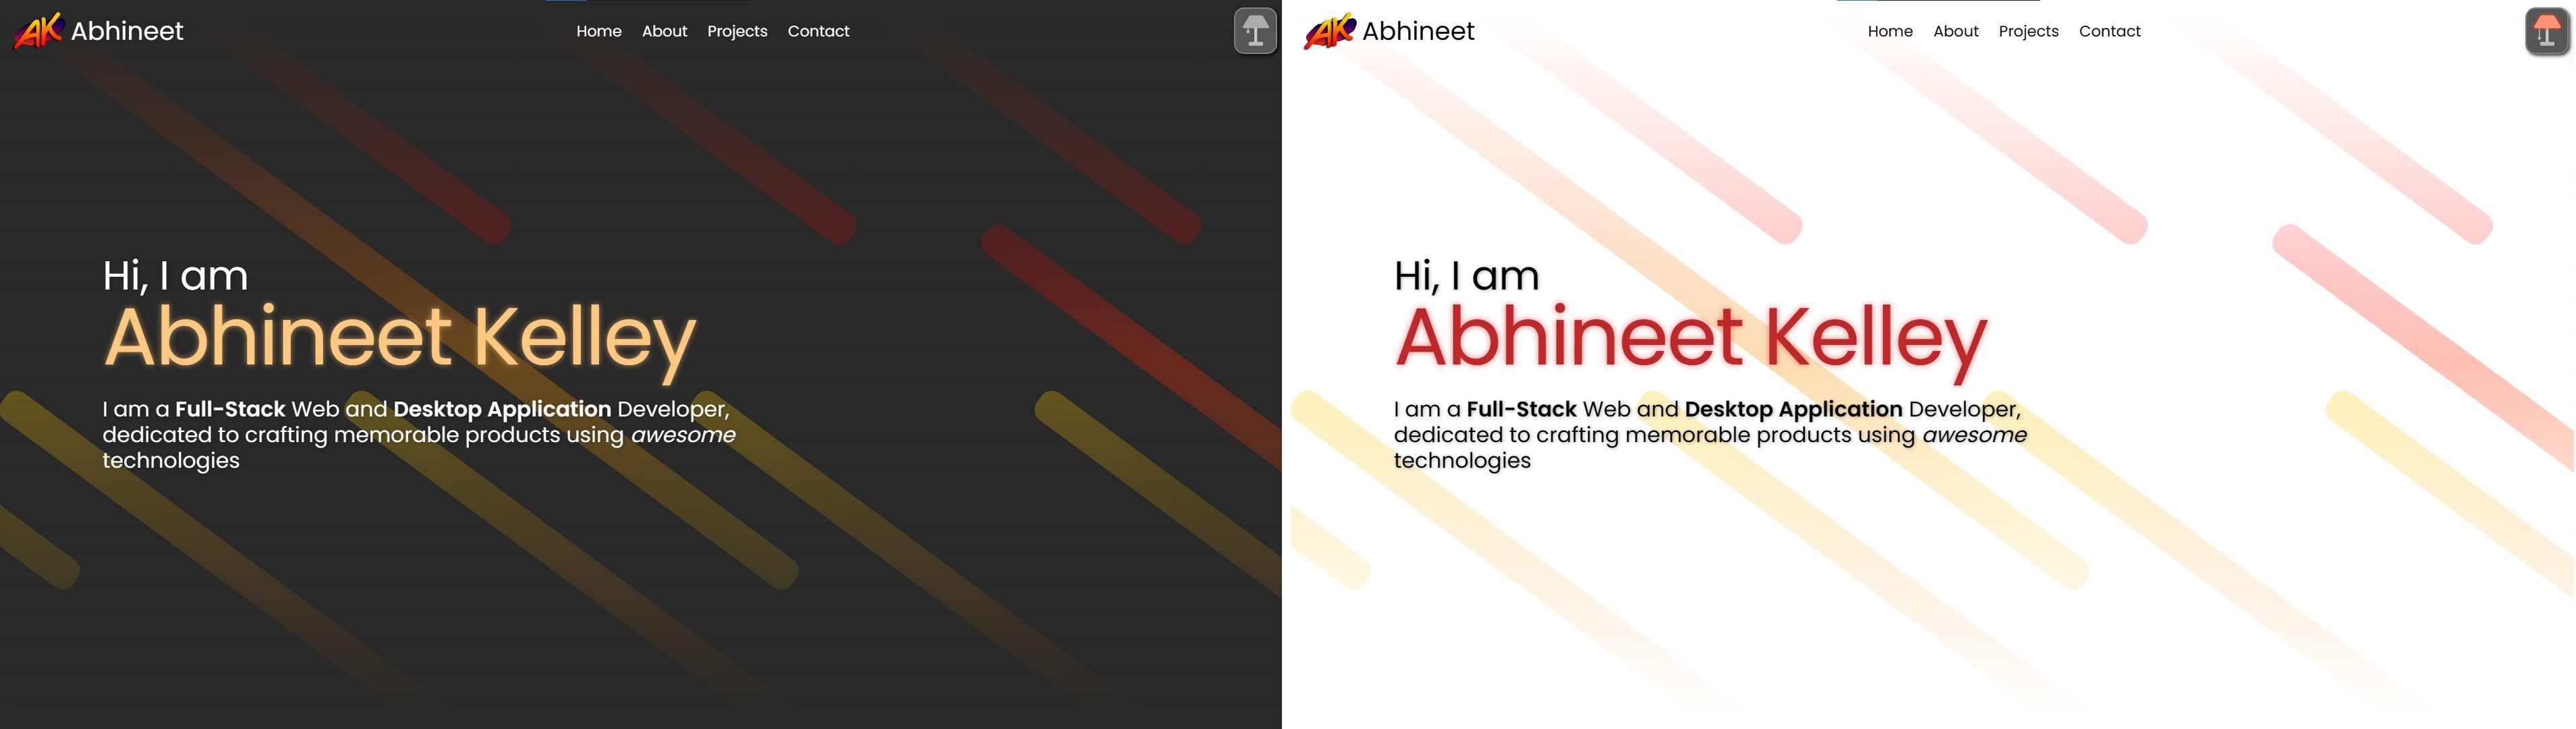 AK Abhineet
Home About Projects Contact
Hi, I am
Abhineet Kelley
I am a Full-Stack Web and Desktop Application Developer,
dedicated to crafting memorable products using awesome
technologies
AK Abhineet
Home About Projects Contact
Hi, I am
Abhineet Kelley
I am a Full-Stack Web and Desktop Application Developer,
dedicated to crafting memorable products using awesome
technologies